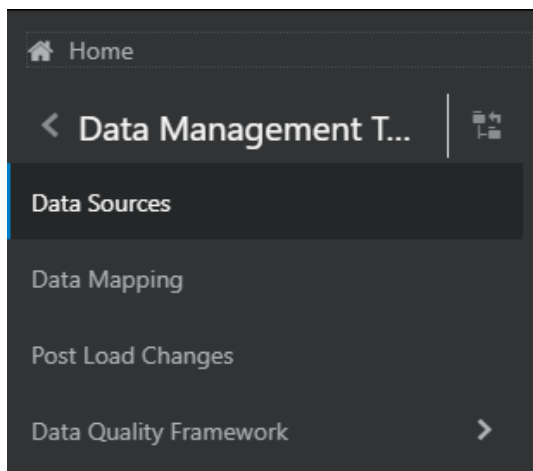 Home
Data Management T...
Data Sources
Data Mapping
Post Load Changes
Data Quality Framework